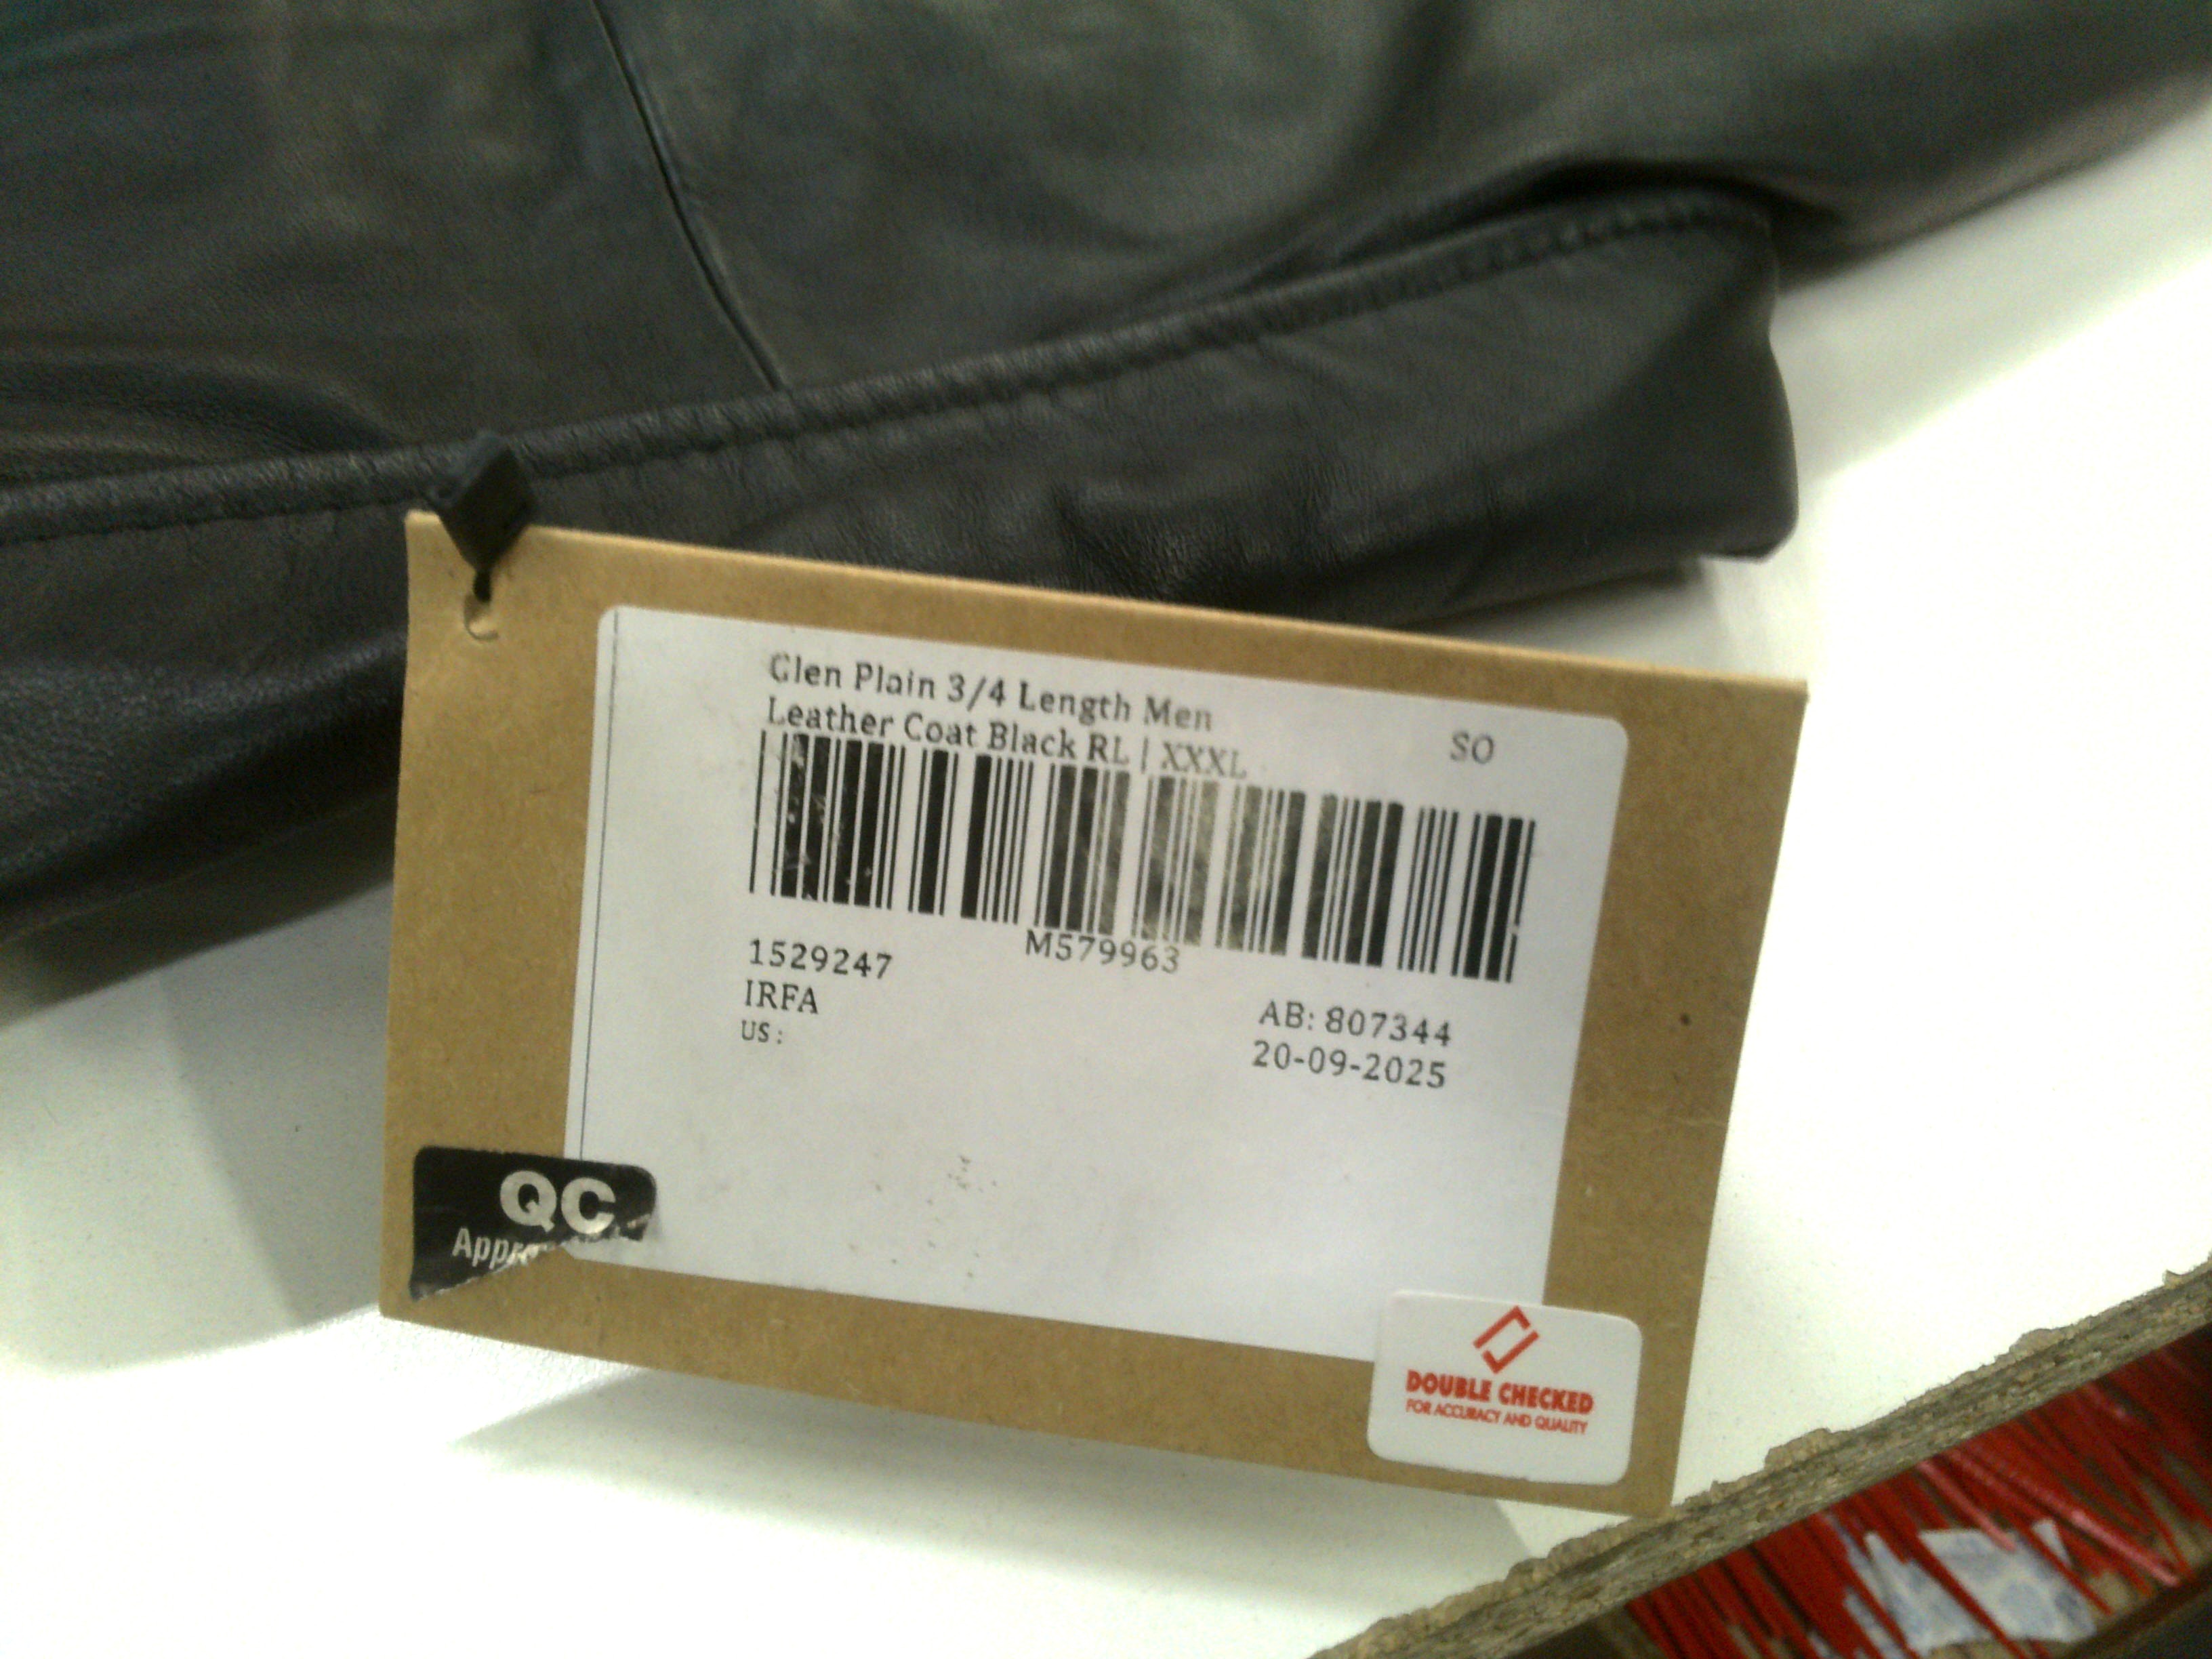 Glen Plain 3/4 Length Men
Leather Coat Black RL | XXXL
SO
M579963
1529247
IRFA
US :
AB: 807344
20-09-2025
QC
DOUBLE CHECKED
FOR ACCURACY AND QUALITY